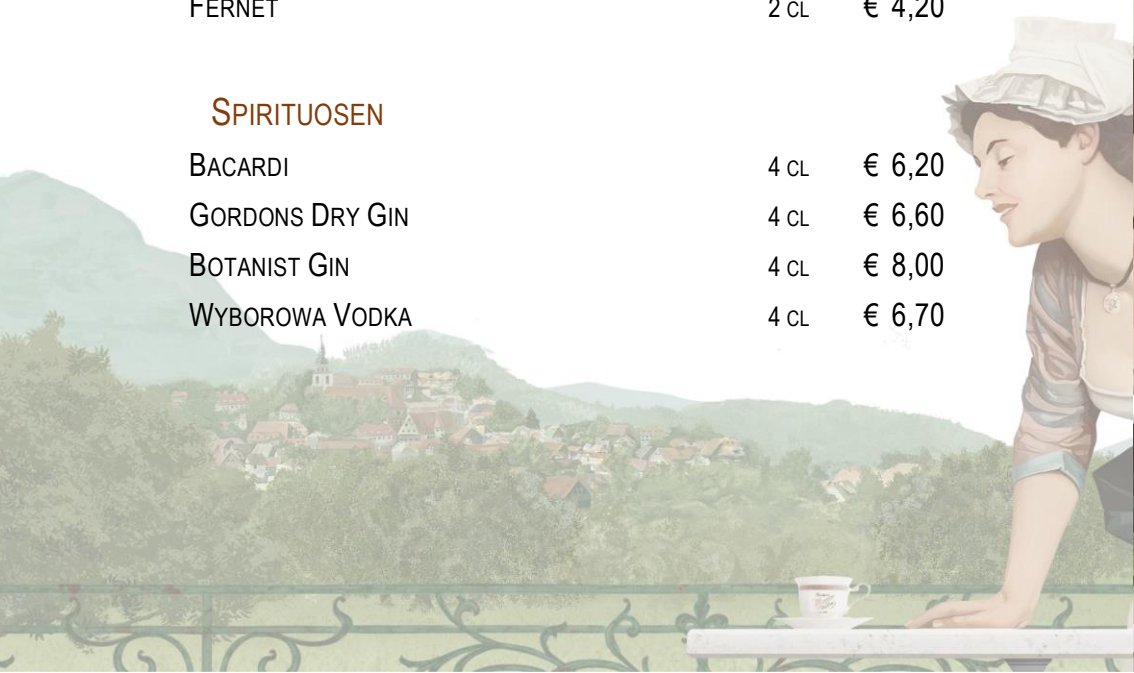 FERNET 2 CL € 4,20
SPIRITUOSEN
BACARDI 4 CL € 6,20
GORDONS DRY GIN 4 CL € 6,60
BOTANIST GIN 4 CL € 8,00
WYBOROWA VODKA 4 CL € 6,70